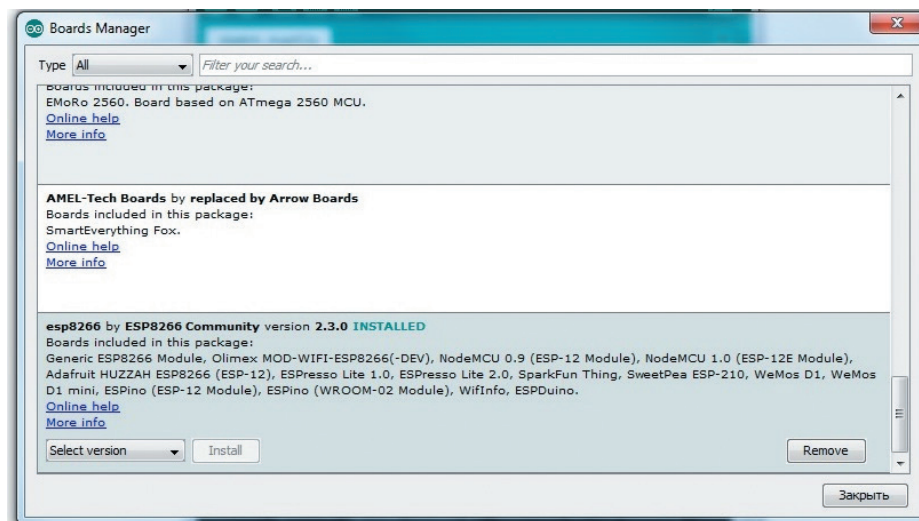 Boards Manager
Type All Filter your search...
Boards included in this package:
EMoRo 2560. Board based on ATmega 2560 MCU.
Online help
More info
AMEL-Tech Boards by replaced by Arrow Boards
Boards included in this package:
SmartEverything Fox.
Online help
More info
esp8266 by ESP8266 Community version 2.3.0 INSTALLED
Boards included in this package:
Generic ESP8266 Module, Olimex MOD-WIFI-ESP8266(-DEV), NodeMCU 0.9 (ESP-12 Module), NodeMCU 1.0 (ESP-12E Module),
Adafruit HUZZAH ESP8266 (ESP-12), ESPresso Lite 1.0, ESPresso Lite 2.0, SparkFun Thing, SweetPea ESP-210, WeMos D1, WeMos
D1 mini, ESPino (ESP-12 Module), ESPino (WROOM-02 Module), WifInfo, ESPDuino.
Online help
More info
Select version Install Remove
Закрыть